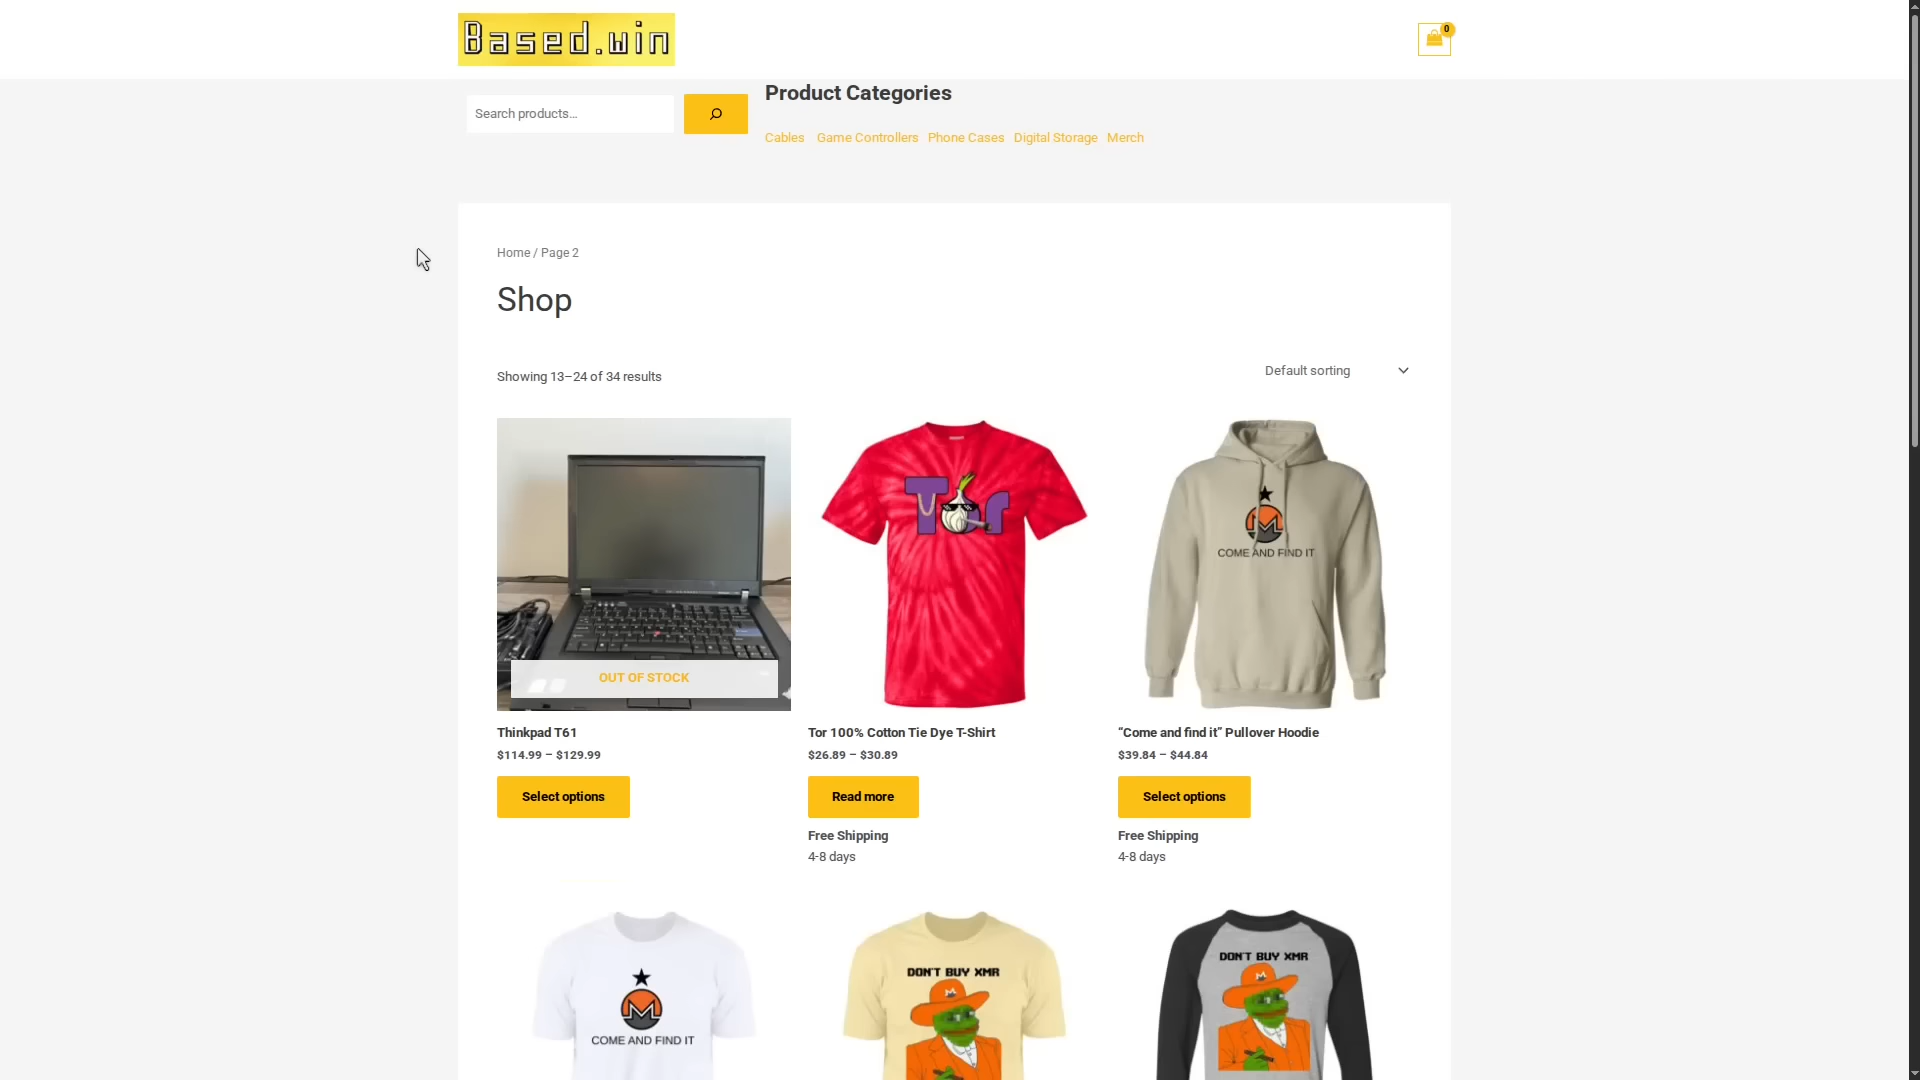 Based.win
0
Search products...
Product Categories
Cables Game Controllers Phone Cases Digital Storage Merch
Home / Page 2
Shop
Showing 13–24 of 34 results
Default sorting
Tor
COME AND FIND IT
OUT OF STOCK
Thinkpad T61
Tor 100% Cotton Tie Dye T-Shirt
“Come and find it” Pullover Hoodie
$114.99 – $129.99
$26.89 – $30.89
$39.84 – $44.84
Select options
Read more
Select options
Free Shipping
Free Shipping
4-8 days
4-8 days
COME AND FIND IT
DON'T BUY XMR
DON'T BUY XMR